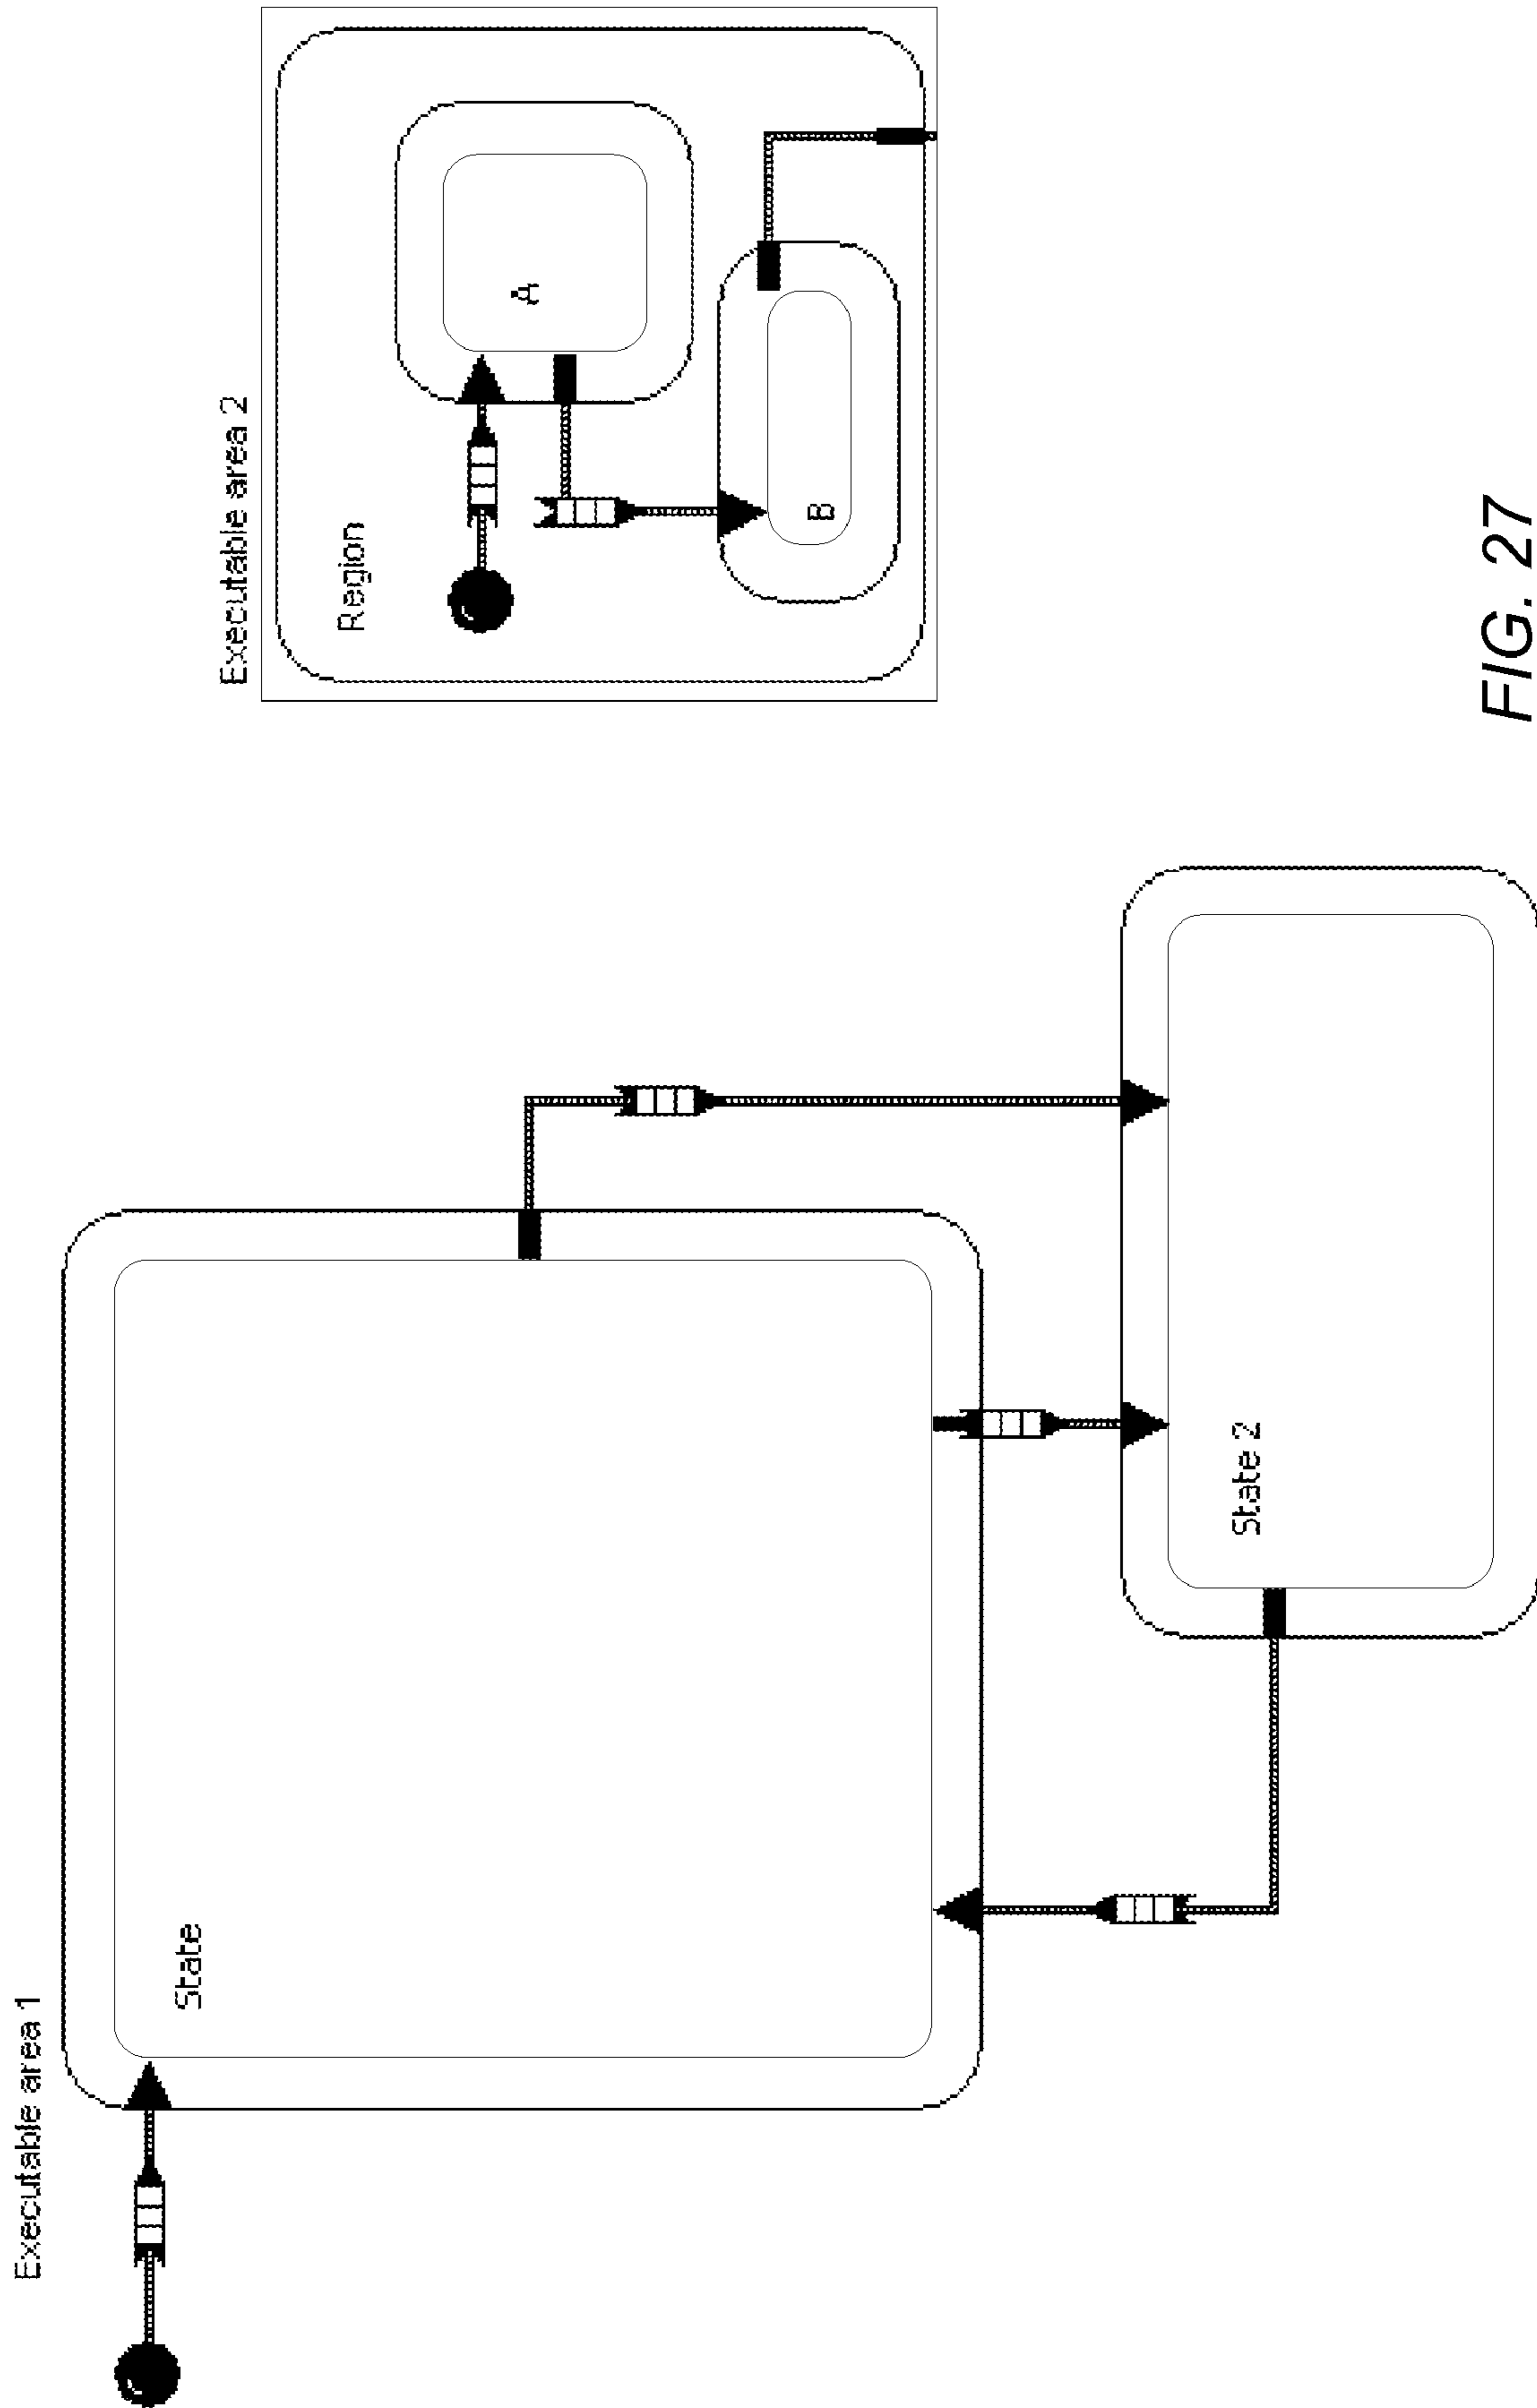 Executable area 1
State
State 2
Executable area 2
Region
A
B
FIG. 27